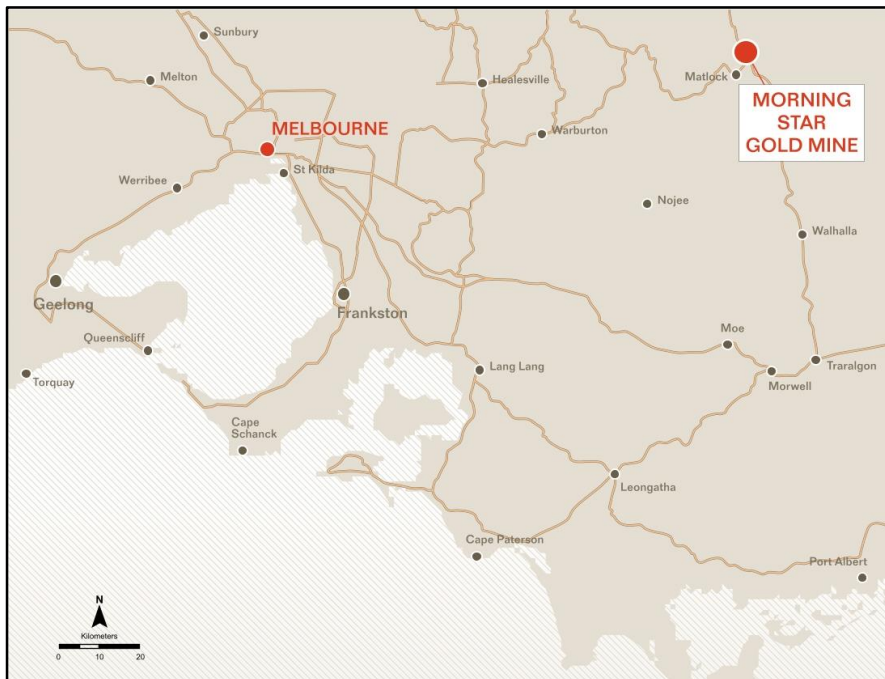 Sunbury
Melton
Healesville
Matlock
MORNING
STAR
GOLD MINE
MELBOURNE
Warburton
St Kilda
Werribee
Nojee
Walhalla
Geelong
Frankston
Queenscliff
Moe
Lang Lang
Traralgon
Torquay
Morwell
Cape
Schanck
Leongatha
Cape Paterson
Port Albert
N
Kilometers
0 10 20